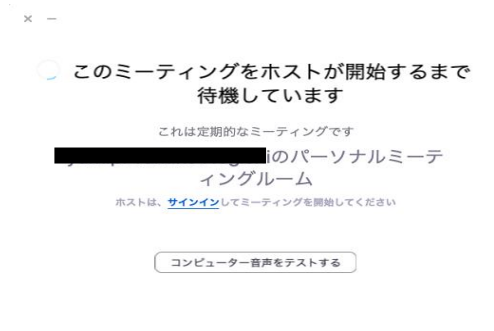 このミーティングをホストが開始するまで
待機しています
これは定期的なミーティングです
iのパーソナルミーテ
ィングルーム
ホストは、サインインしてミーティングを開始してください
コンピューター音声をテストする